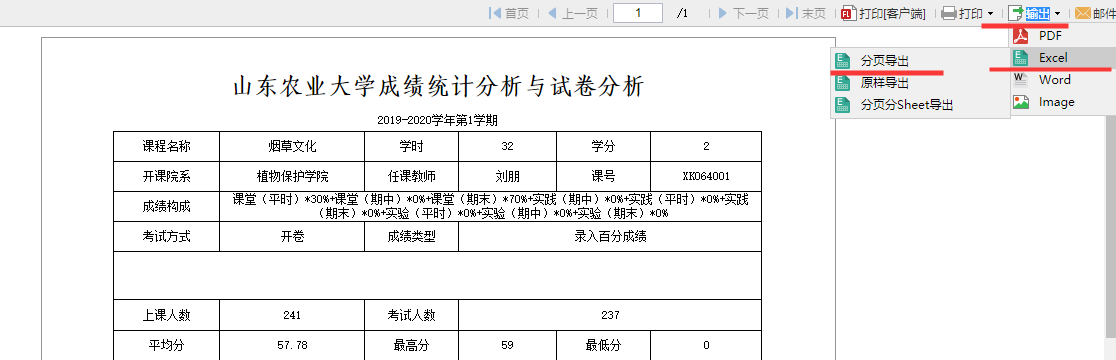 首页 上一页 1 /1 下一页 末页 打印[客户端] 打印 输出 邮件
PDF
分页导出 Excel
原样导出 Word
分页分Sheet导出 Image
山东农业大学成绩统计分析与试卷分析
2019-2020学年第1学期
课程名称 烟草文化 学时 32 学分 2
开课院系 植物保护学院 任课教师 刘朋 课号 XK064001
成绩构成 课堂（平时）*30%+课堂（期中）*0%+课堂（期末）*70%+实践（期中）*0%+实践（平时）*0%+实践
（期末）*0%+实验（平时）*0%+实验（期中）*0%+实验（期末）*0%
考试方式 开卷 成绩类型 录入百分成绩
上课人数 241 考试人数 237
平均分 57.78 最高分 59 最低分 0